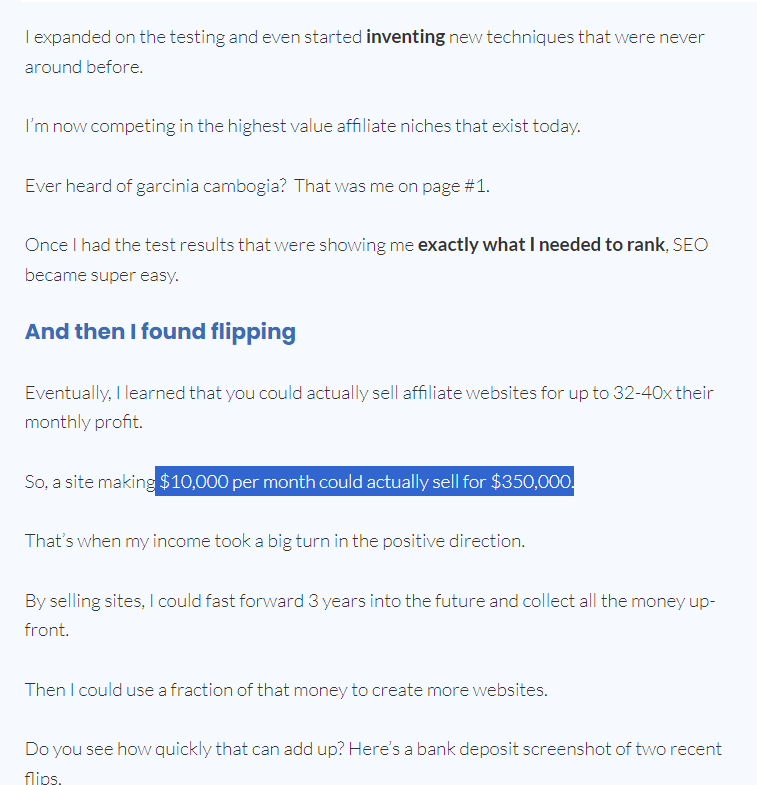 I expanded on the testing and even started inventing new techniques that were never
around before.
I'm now competing in the highest value affiliate niches that exist today.
Ever heard of garcinia cambogia?  That was me on page #1.
Once I had the test results that were showing me exactly what I needed to rank, SEO
became super easy.
And then I found flipping
Eventually, I learned that you could actually sell affiliate websites for up to 32-40x their
monthly profit.
So, a site making $10,000 per month could actually sell for $350,000.
That's when my income took a big turn in the positive direction.
By selling sites, I could fast forward 3 years into the future and collect all the money up-
front.
Then I could use a fraction of that money to create more websites.
Do you see how quickly that can add up? Here's a bank deposit screenshot of two recent
flips.